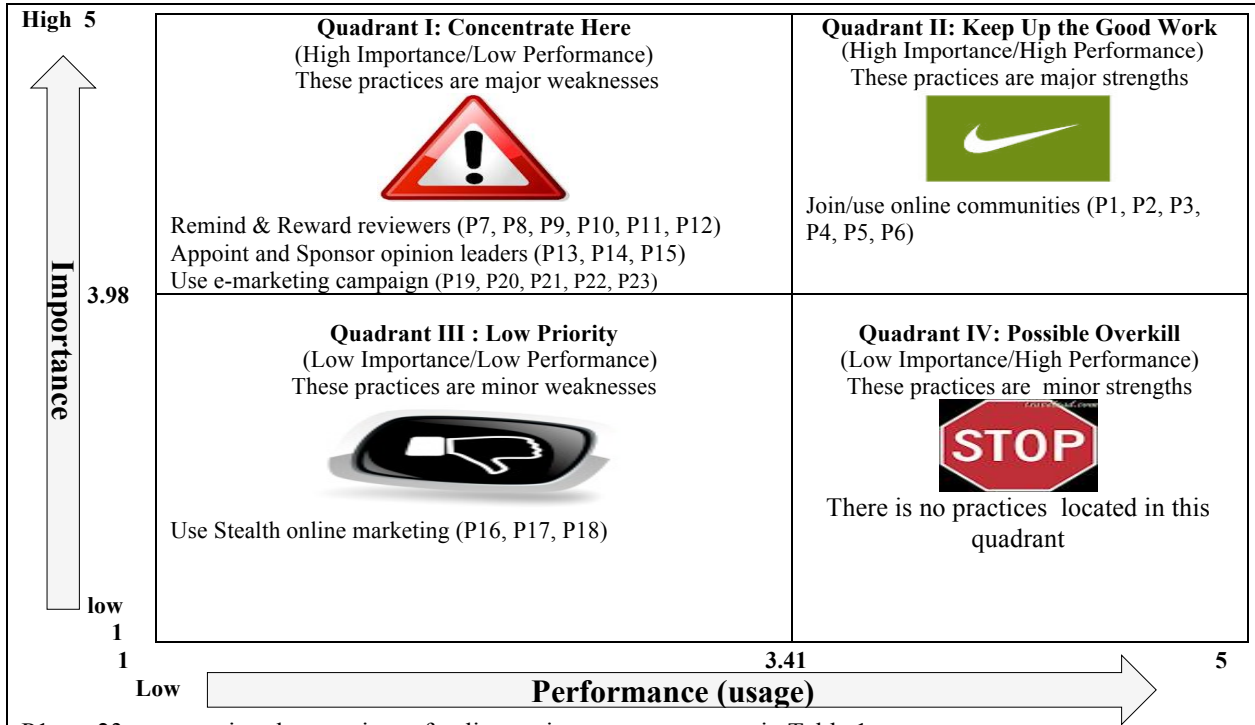 High 5
Quadrant I: Concentrate Here
(High Importance/Low Performance)
These practices are major weaknesses
Remind & Reward reviewers (P7, P8, P9, P10, P11, P12)
Appoint and Sponsor opinion leaders (P13, P14, P15)
Use e-marketing campaign (P19, P20, P21, P22, P23)
Quadrant II: Keep Up the Good Work
(High Importance/High Performance)
These practices are major strengths
Join/use online communities (P1, P2, P3,
P4, P5, P6)
Importance
3.98
Quadrant III : Low Priority
(Low Importance/Low Performance)
These practices are minor weaknesses
Use Stealth online marketing (P16, P17, P18)
Quadrant IV: Possible Overkill
(Low Importance/High Performance)
These practices are minor strengths
STOP
There is no practices located in this
quadrant
low
1
1
3.41
5
Low
Performance (usage)